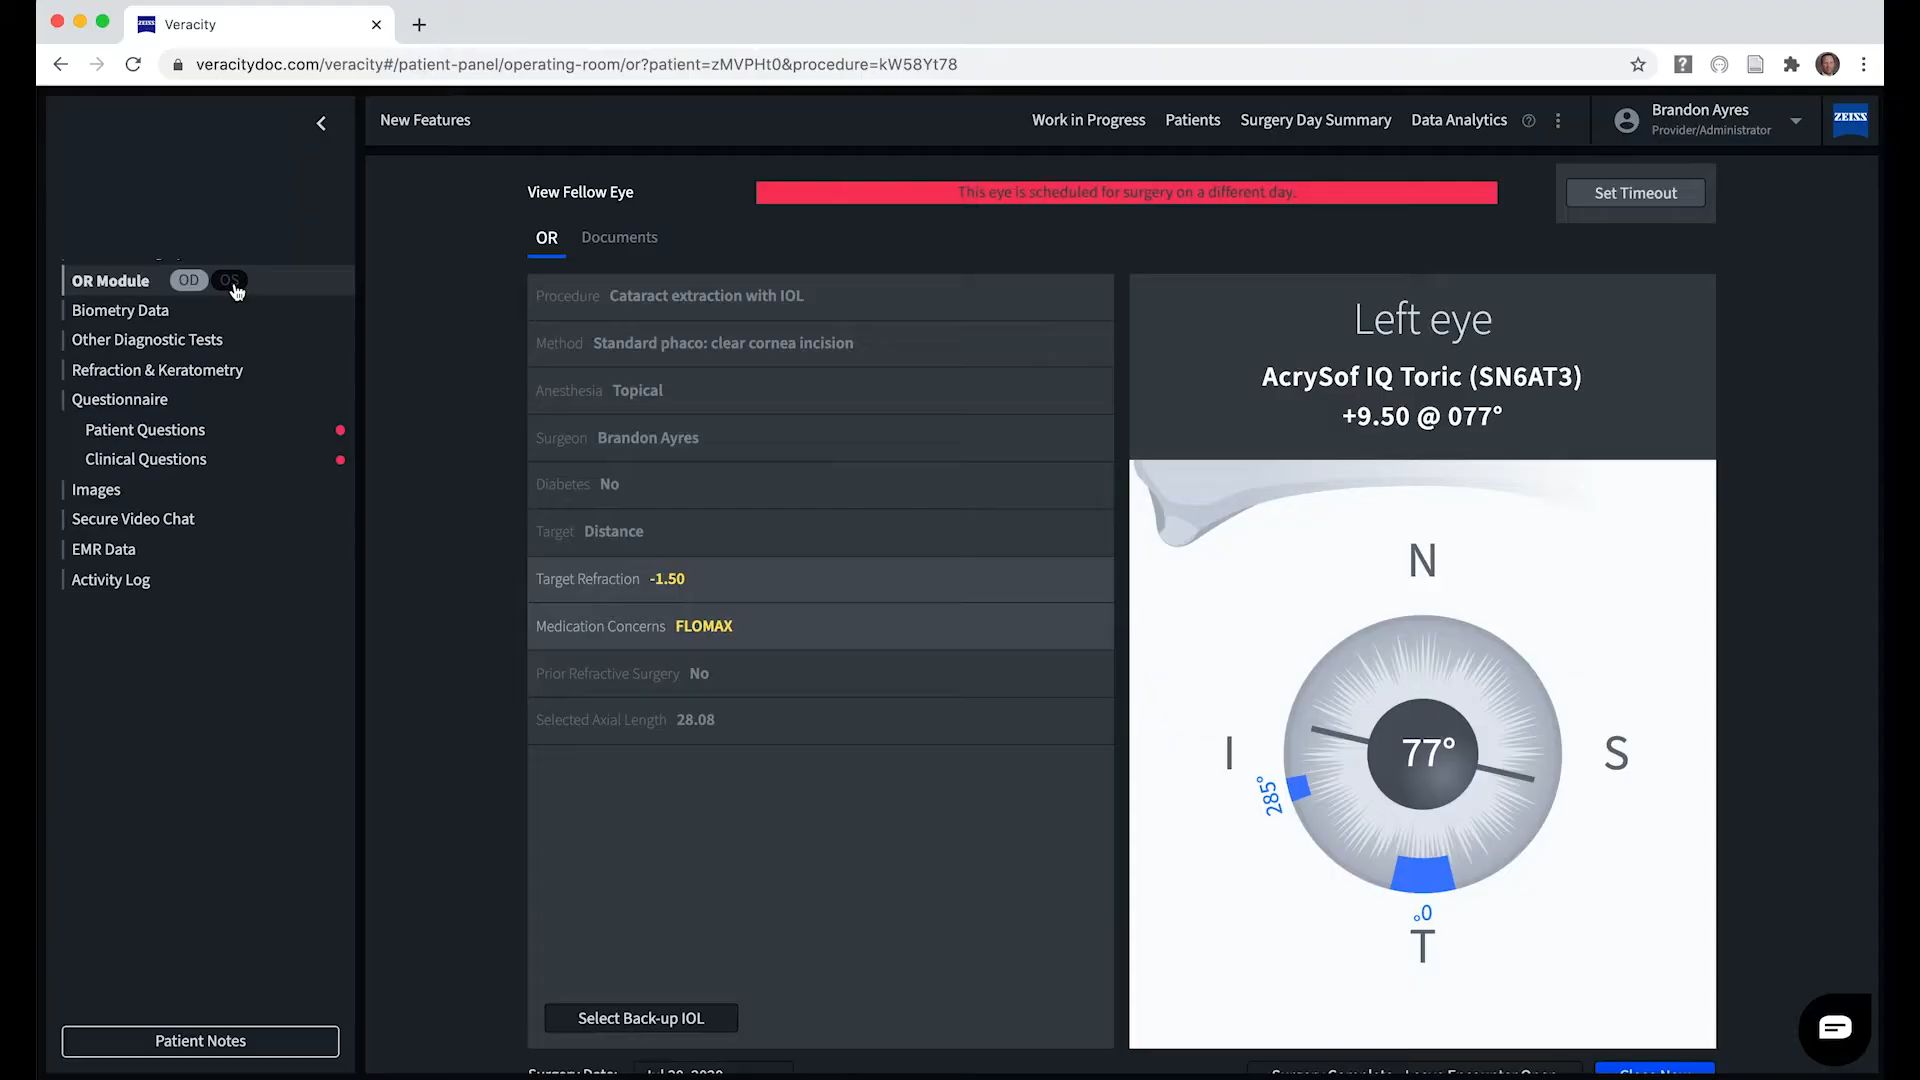 Veracity
veracitydoc.com/veracity#/patient-panel/operating-room/or?patient=zMVPHt0&procedure=kW58Yt78
New Features
Work in Progress
Patients
Surgery Day Summary
Data Analytics
Brandon Ayres
Provider/Administrator
ZEISS
View Fellow Eye
This eye is scheduled for surgery on a different day.
Set Timeout
OR
Documents
OR Module OD OS
Biometry Data
Other Diagnostic Tests
Refraction & Keratometry
Questionnaire
Patient Questions
Clinical Questions
Images
Secure Video Chat
EMR Data
Activity Log
Patient Notes
Procedure Cataract extraction with IOL
Method Standard phaco: clear cornea incision
Anesthesia Topical
Surgeon Brandon Ayres
Diabetes No
Target Distance
Target Refraction -1.50
Medication Concerns FLOMAX
Prior Refractive Surgery No
Selected Axial Length 28.08
Select Back-up IOL
Left eye
AcrySof IQ Toric (SN6AT3)
+9.50 @ 077°
N
I
77°
S
285°
0°
T